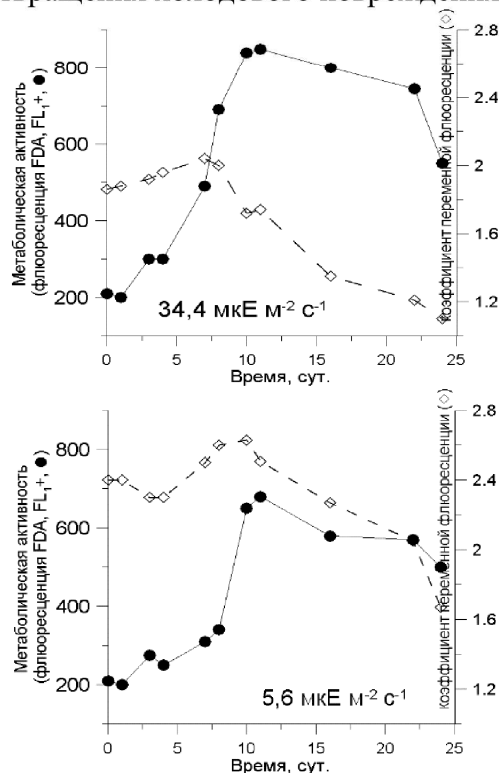 Метаболическая активность
(флюоресценция FDA, FL₁+, ●)
800
600
400
200
2.8
2.4
2
1.6
1.2
коэффициент переменной флюоресценции (◇)
34,4 мкЕ м⁻² с⁻¹
0 5 10 15 20 25
Время, сут.
Метаболическая активность
(флюоресценция FDA, FL₁+, ●)
800
600
400
200
2.8
2.4
2
1.6
1.2
коэффициент переменной флюоресценции (◇)
5,6 мкЕ м⁻² с⁻¹
0 5 10 15 20 25
Время, сут.